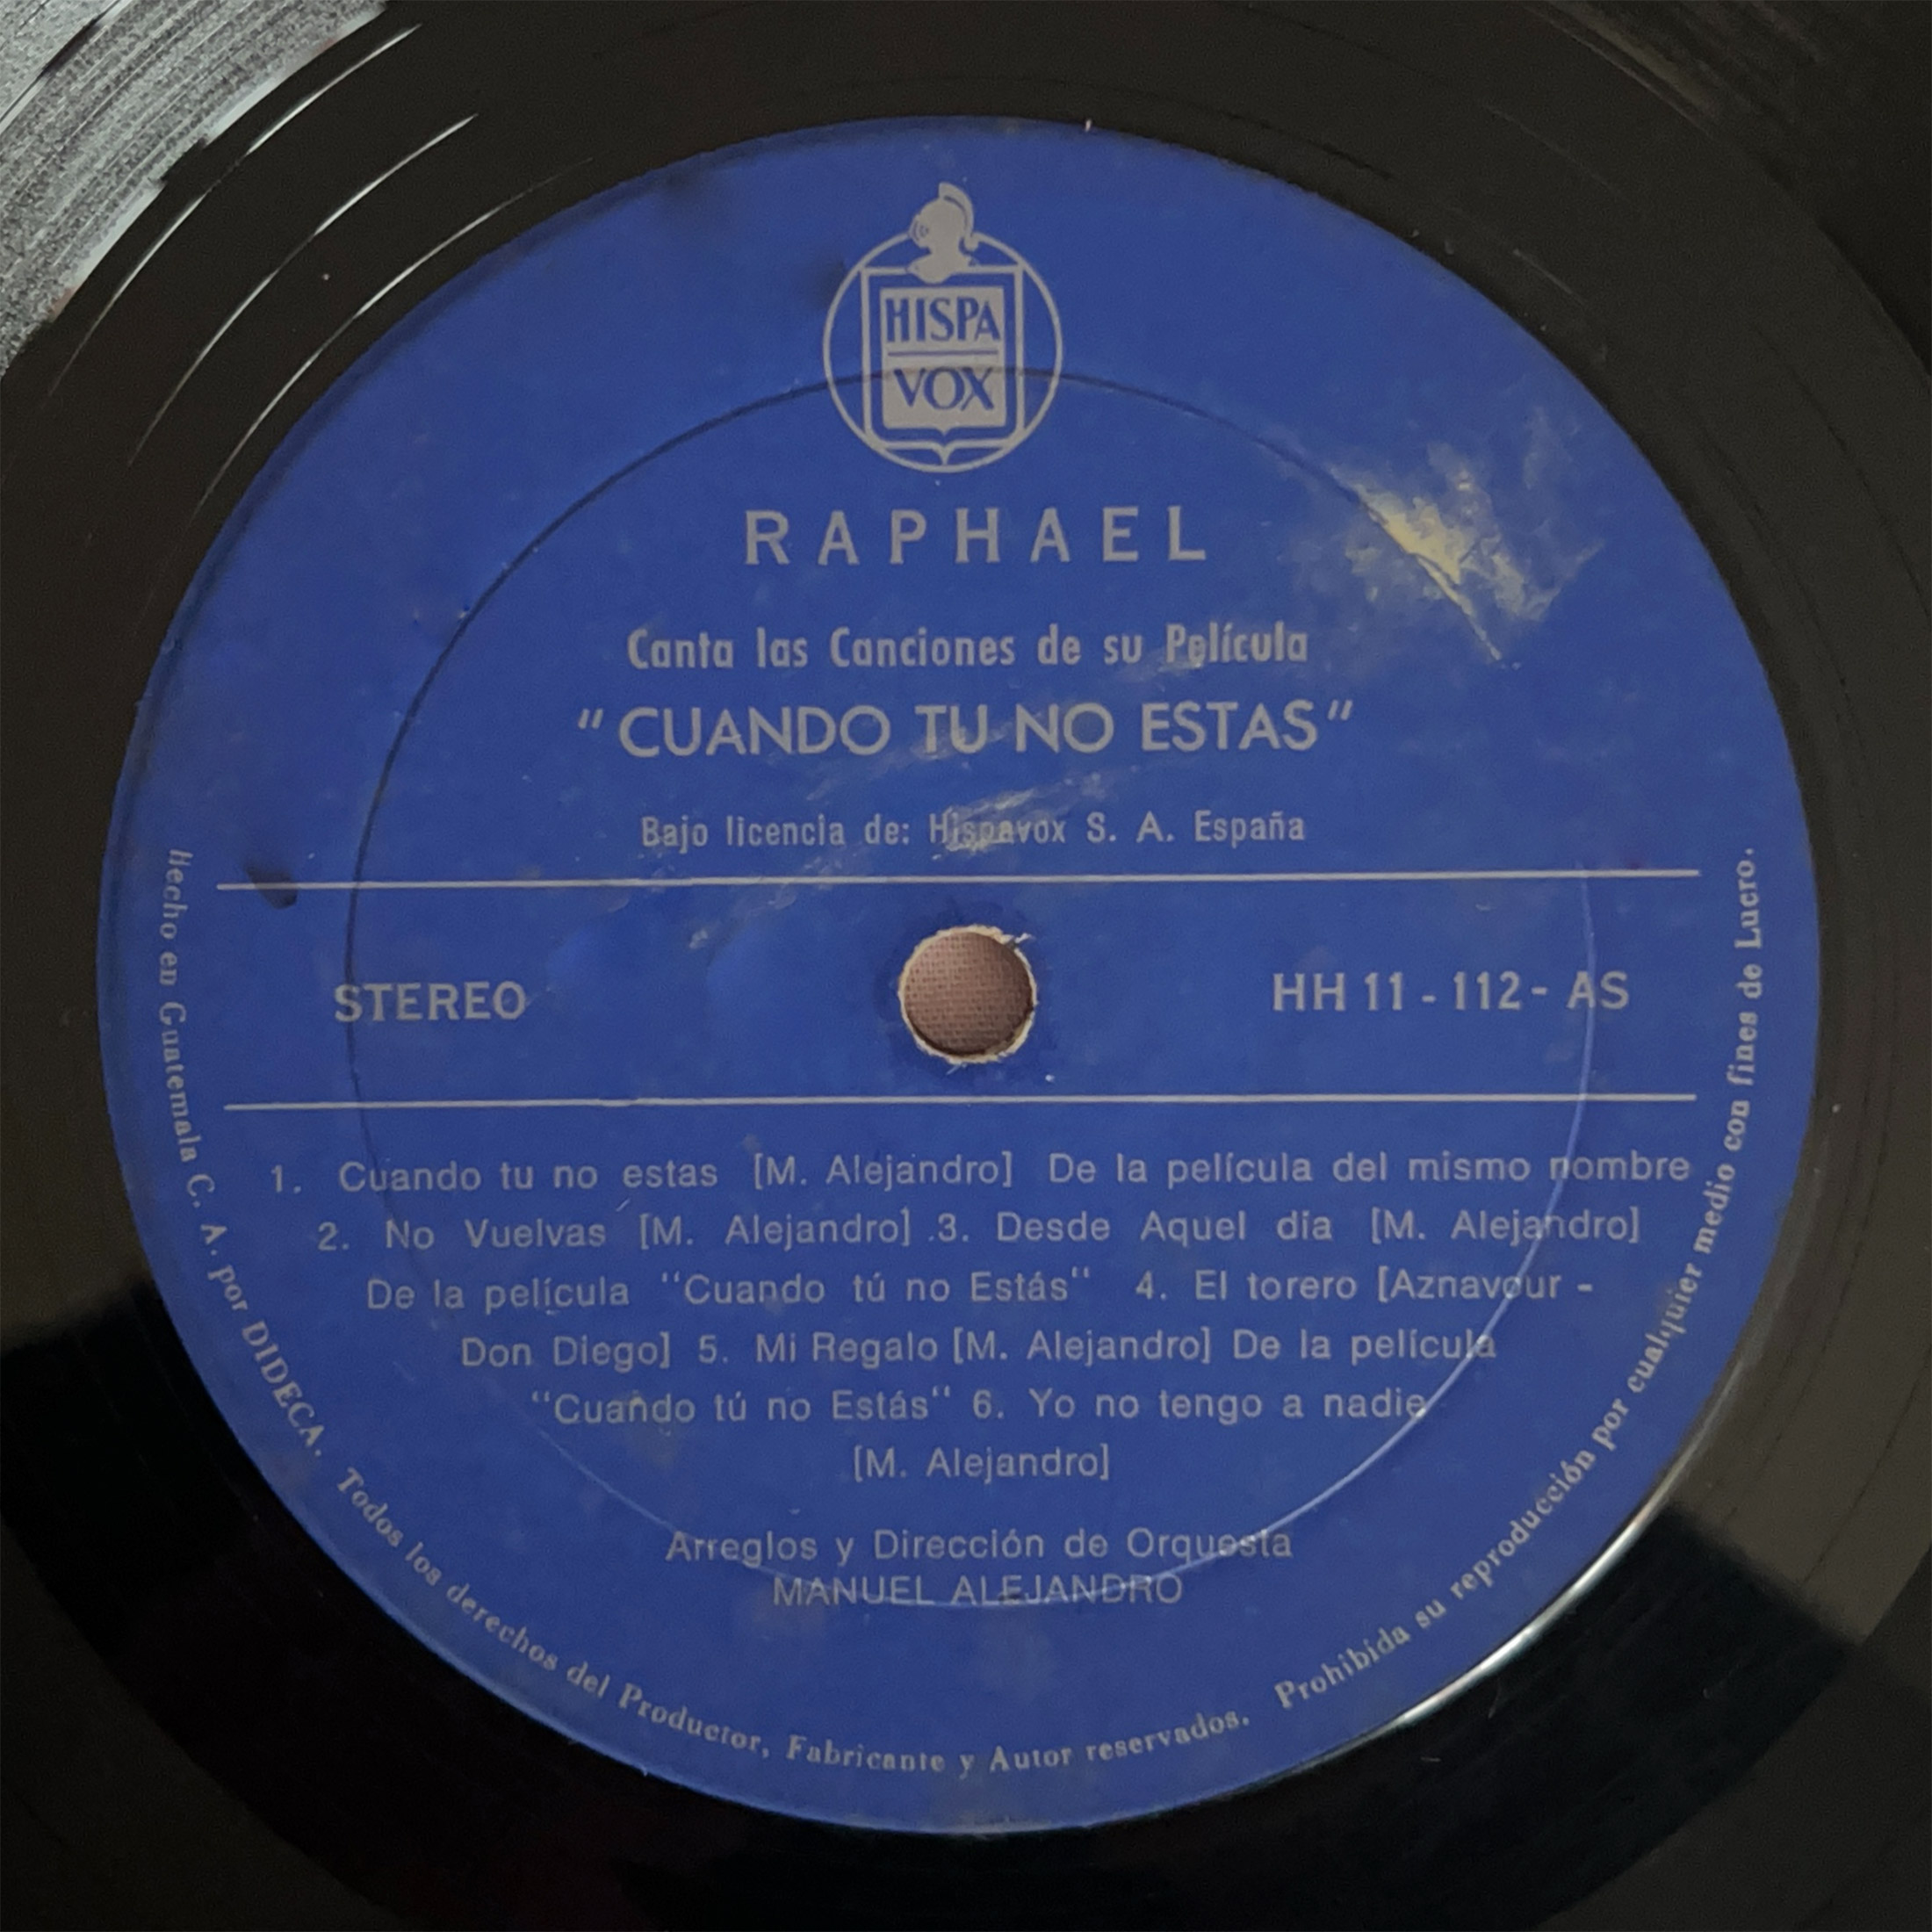 HISPA
VOX
RAPHAEL
Canta las Canciones de su Película
"CUANDO TU NO ESTAS"
Bajo licencia de: Hispavox S. A. España
STEREO
HH 11 - 112 - AS
1. Cuando tu no estas [M. Alejandro] De la película del mismo nombre
2. No Vuelvas [M. Alejandro] .3. Desde Aquel día [M. Alejandro]
De la película "Cuando tú no Estás" 4. El torero [Aznavour -
Don Diego] 5. Mi Regalo [M. Alejandro] De la película
"Cuando tú no Estás" 6. Yo no tengo a nadie
[M. Alejandro]
Arreglos y Dirección de Orquesta
MANUEL ALEJANDRO
Hecho en Guatemala C. A. por DIDECA. Todos los derechos del Productor, Fabricante y Autor reservados. Prohibida su reproducción por cualquier medio con fines de Lucro.